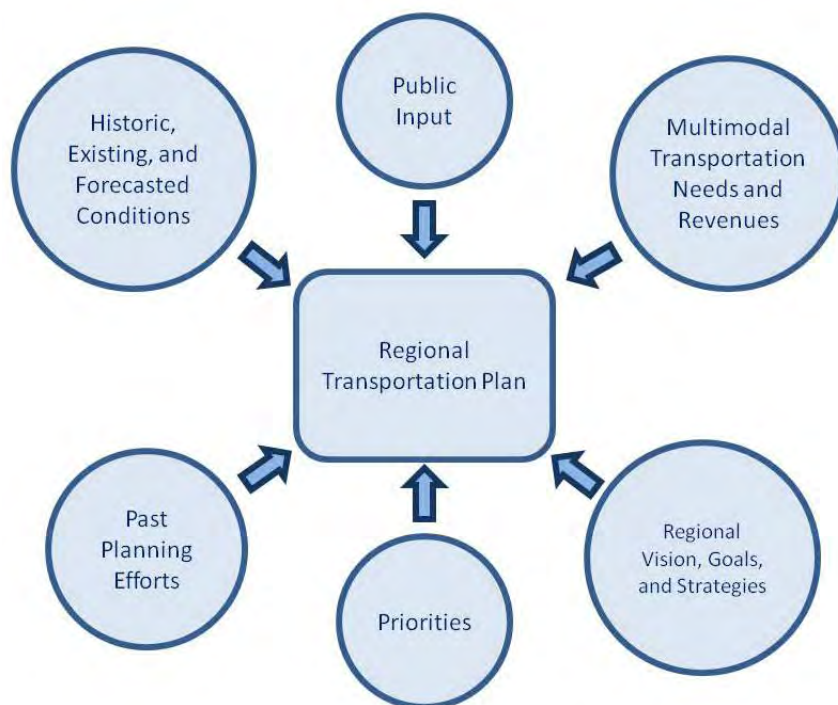 Historic,
Existing, and
Forecasted
Conditions
Public
Input
Multimodal
Transportation
Needs and
Revenues
Regional
Transportation Plan
Past
Planning
Efforts
Priorities
Regional
Vision, Goals,
and Strategies